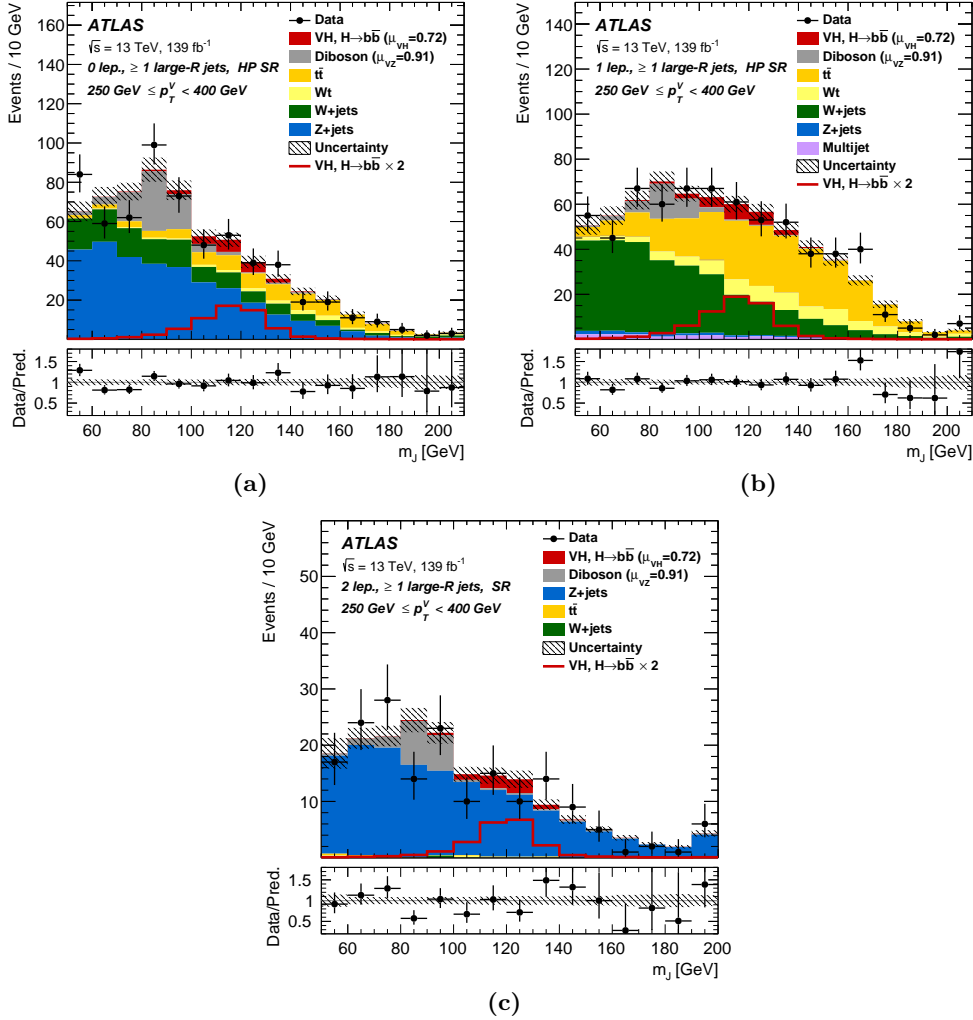 ATLAS
√s = 13 TeV, 139 fb⁻¹
0 lep., ≥ 1 large-R jets, HP SR
250 GeV ≤ p_T^V < 400 GeV
Data
VH, H→bb̅ (μ_VH=0.72)
Diboson (μ_VZ=0.91)
tt̅
Wt
W+jets
Z+jets
Uncertainty
VH, H→bb̅ × 2
Events / 10 GeV
160
140
120
100
80
60
40
20
Data/Pred.
1.5
1
0.5
60 80 100 120 140 160 180 200
m_J [GeV]
(a)
ATLAS
√s = 13 TeV, 139 fb⁻¹
1 lep., ≥ 1 large-R jets, HP SR
250 GeV ≤ p_T^V < 400 GeV
Data
VH, H→bb̅ (μ_VH=0.72)
Diboson (μ_VZ=0.91)
tt̅
Wt
W+jets
Z+jets
Multijet
Uncertainty
VH, H→bb̅ × 2
Events / 10 GeV
140
120
100
80
60
40
20
Data/Pred.
1.5
1
0.5
60 80 100 120 140 160 180 200
m_J [GeV]
(b)
ATLAS
√s = 13 TeV, 139 fb⁻¹
2 lep., ≥ 1 large-R jets, SR
250 GeV ≤ p_T^V < 400 GeV
Data
VH, H→bb̅ (μ_VH=0.72)
Diboson (μ_VZ=0.91)
Z+jets
tt̅
W+jets
Uncertainty
VH, H→bb̅ × 2
Events / 10 GeV
50
40
30
20
10
Data/Pred.
1.5
1
0.5
60 80 100 120 140 160 180 200
m_J [GeV]
(c)